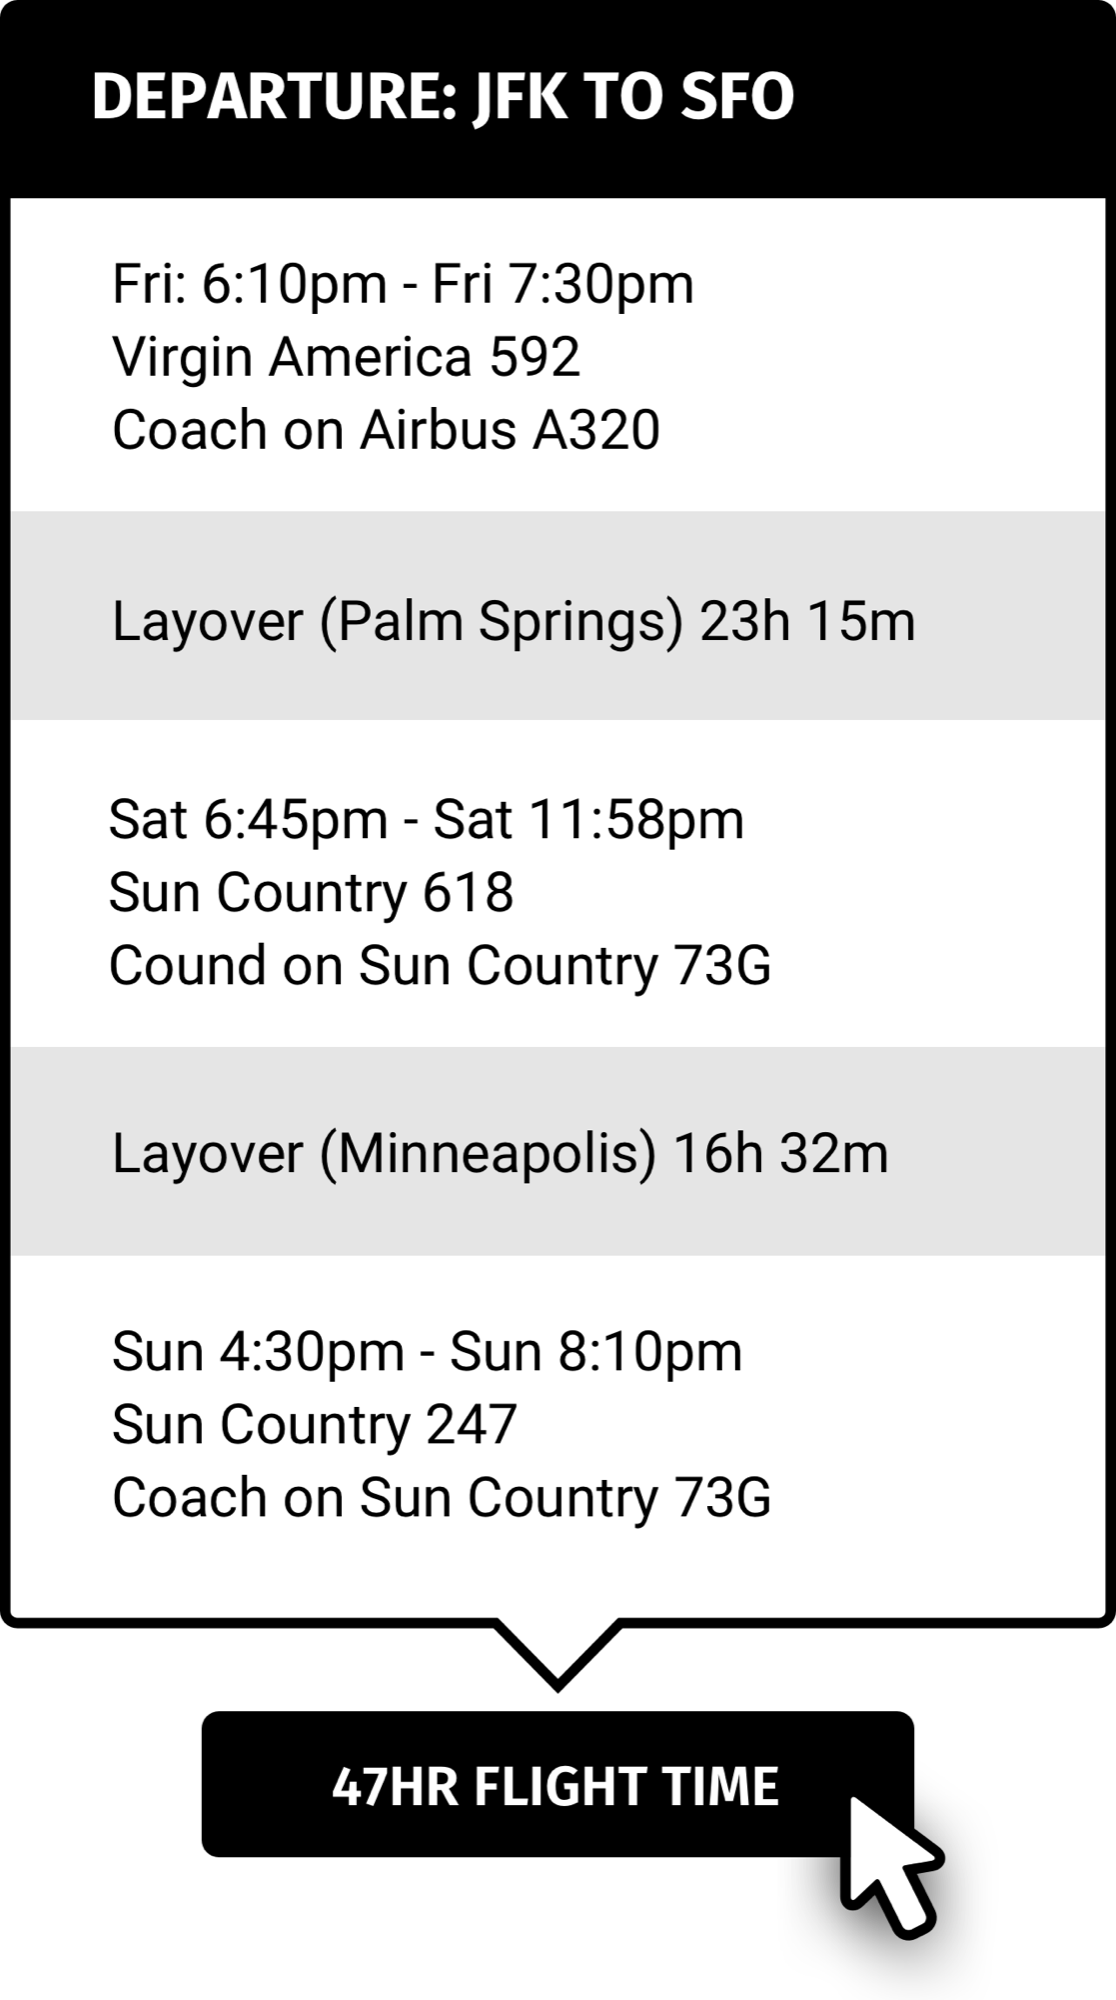 DEPARTURE: JFK TO SFO
Fri: 6:10pm - Fri 7:30pm
Virgin America 592
Coach on Airbus A320
Layover (Palm Springs) 23h 15m
Sat 6:45pm - Sat 11:58pm
Sun Country 618
Cound on Sun Country 73G
Layover (Minneapolis) 16h 32m
Sun 4:30pm - Sun 8:10pm
Sun Country 247
Coach on Sun Country 73G
47HR FLIGHT TIME